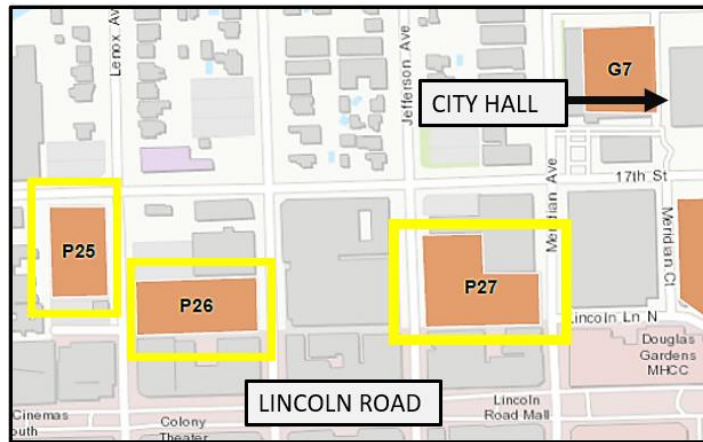 Lenox Ave
Jefferson Ave
G7
CITY HALL
17th St
Meridian Ave
Meridian Ct
P25
P26
P27
Lincoln Ln N
Douglas
Gardens
MHCC
LINCOLN ROAD
Lincoln
Road Mall
Cinemas
outh
Colony
Theater